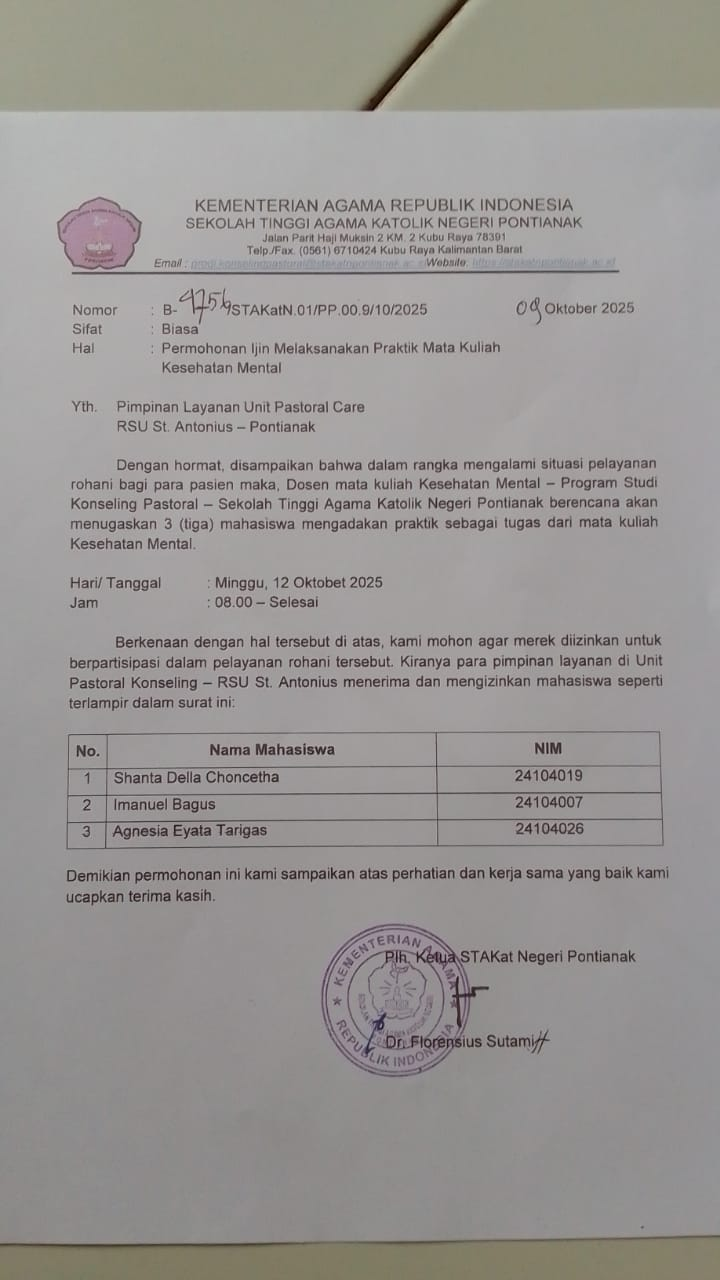 KEMENTERIAN AGAMA REPUBLIK INDONESIA
SEKOLAH TINGGI AGAMA KATOLIK NEGERI PONTIANAK
Jalan Parit Haji Muksin 2 KM. 2 Kubu Raya 78391
Telp./Fax. (0561) 6710424 Kubu Raya Kalimantan Barat
Email : prodi.konselingpastoral@stakatnpontianak.ac.id Website: https://stakatnpontianak.ac.id
Nomor : B- /STAKatN.01/PP.00.9/10/2025 09 Oktober 2025
Sifat : Biasa
Hal : Permohonan Ijin Melaksanakan Praktik Mata Kuliah
Kesehatan Mental
Yth. Pimpinan Layanan Unit Pastoral Care
RSU St. Antonius – Pontianak
Dengan hormat, disampaikan bahwa dalam rangka mengalami situasi pelayanan
rohani bagi para pasien maka, Dosen mata kuliah Kesehatan Mental – Program Studi
Konseling Pastoral – Sekolah Tinggi Agama Katolik Negeri Pontianak berencana akan
menugaskan 3 (tiga) mahasiswa mengadakan praktik sebagai tugas dari mata kuliah
Kesehatan Mental.
Hari/ Tanggal : Minggu, 12 Oktobet 2025
Jam : 08.00 – Selesai
Berkenaan dengan hal tersebut di atas, kami mohon agar merek diizinkan untuk
berpartisipasi dalam pelayanan rohani tersebut. Kiranya para pimpinan layanan di Unit
Pastoral Konseling – RSU St. Antonius menerima dan mengizinkan mahasiswa seperti
terlampir dalam surat ini:
No. Nama Mahasiswa NIM
1 Shanta Della Choncetha 24104019
2 Imanuel Bagus 24104007
3 Agnesia Eyata Tarigas 24104026
Demikian permohonan ini kami sampaikan atas perhatian dan kerja sama yang baik kami
ucapkan terima kasih.
Plh. Ketua STAKat Negeri Pontianak
KEMENTERIAN AGAMA
REPUBLIK INDONESIA
Dr. Florensius Sutami